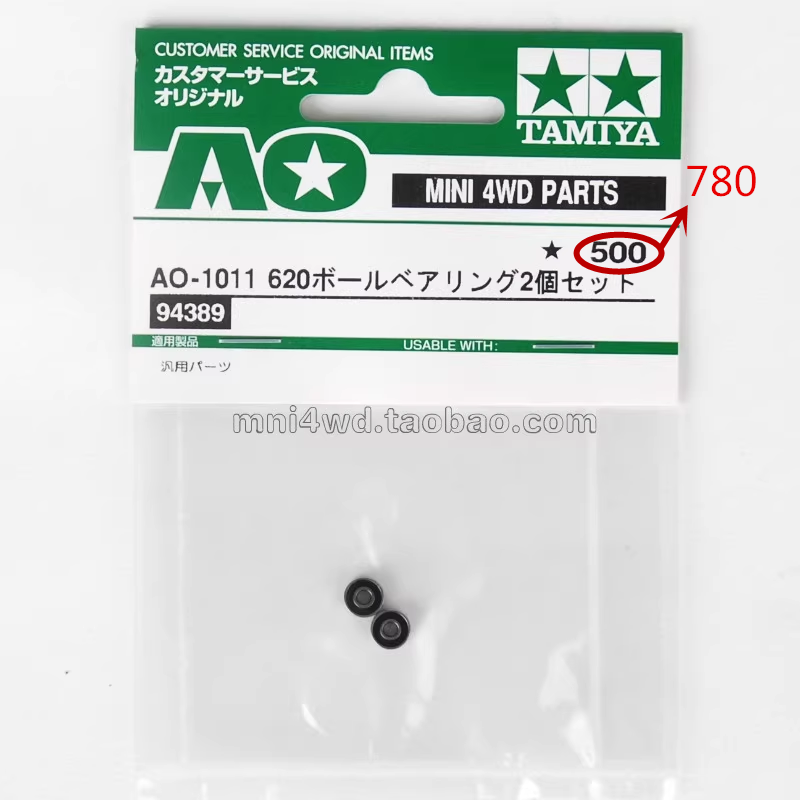 CUSTOMER SERVICE ORIGINAL ITEMS
カスタマーサービス
オリジナル
TAMIYA
AO
MINI 4WD PARTS
780
★ 500
AO-1011 620ボールベアリング2個セット
94389
適用製品 USABLE WITH:
汎用パーツ
mni4wd.taobao.com